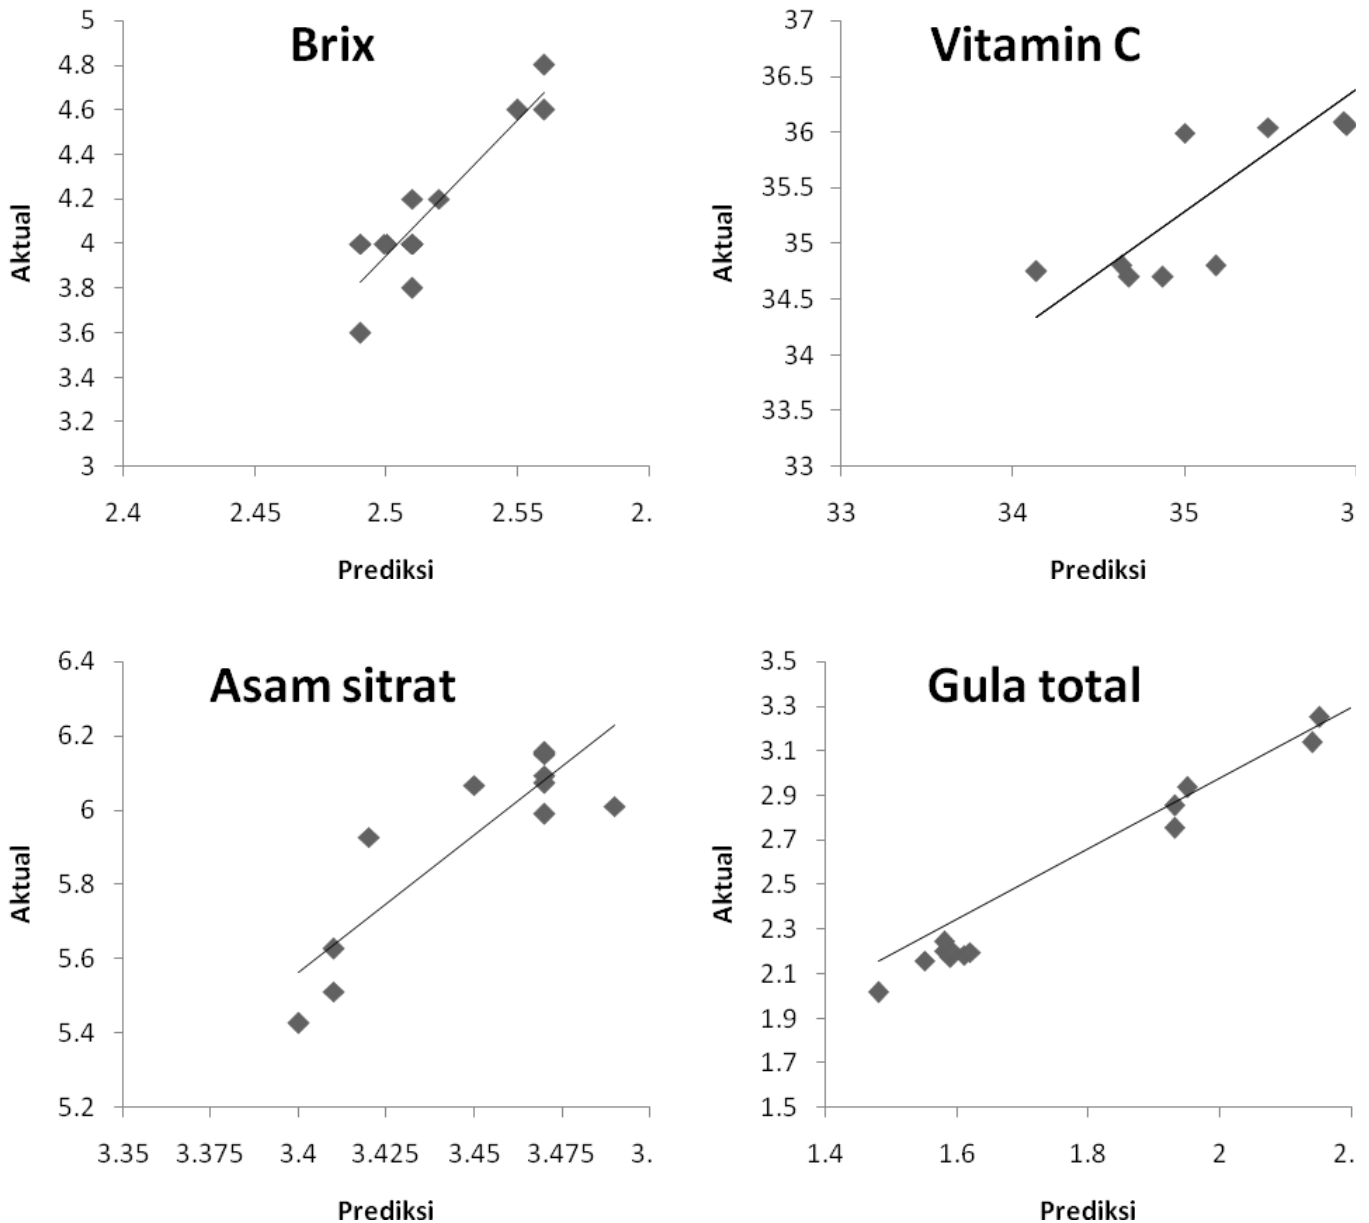 Brix
5
4.8
4.6
4.4
4.2
4
3.8
3.6
3.4
3.2
3
Aktual
2.4 2.45 2.5 2.55 2.
Prediksi
Vitamin C
37
36.5
36
35.5
35
34.5
34
33.5
33
Aktual
33 34 35 3
Prediksi
Asam sitrat
6.4
6.2
6
5.8
5.6
5.4
5.2
Aktual
3.35 3.375 3.4 3.425 3.45 3.475 3.
Prediksi
Gula total
3.5
3.3
3.1
2.9
2.7
2.5
2.3
2.1
1.9
1.7
1.5
Aktual
1.4 1.6 1.8 2 2.
Prediksi